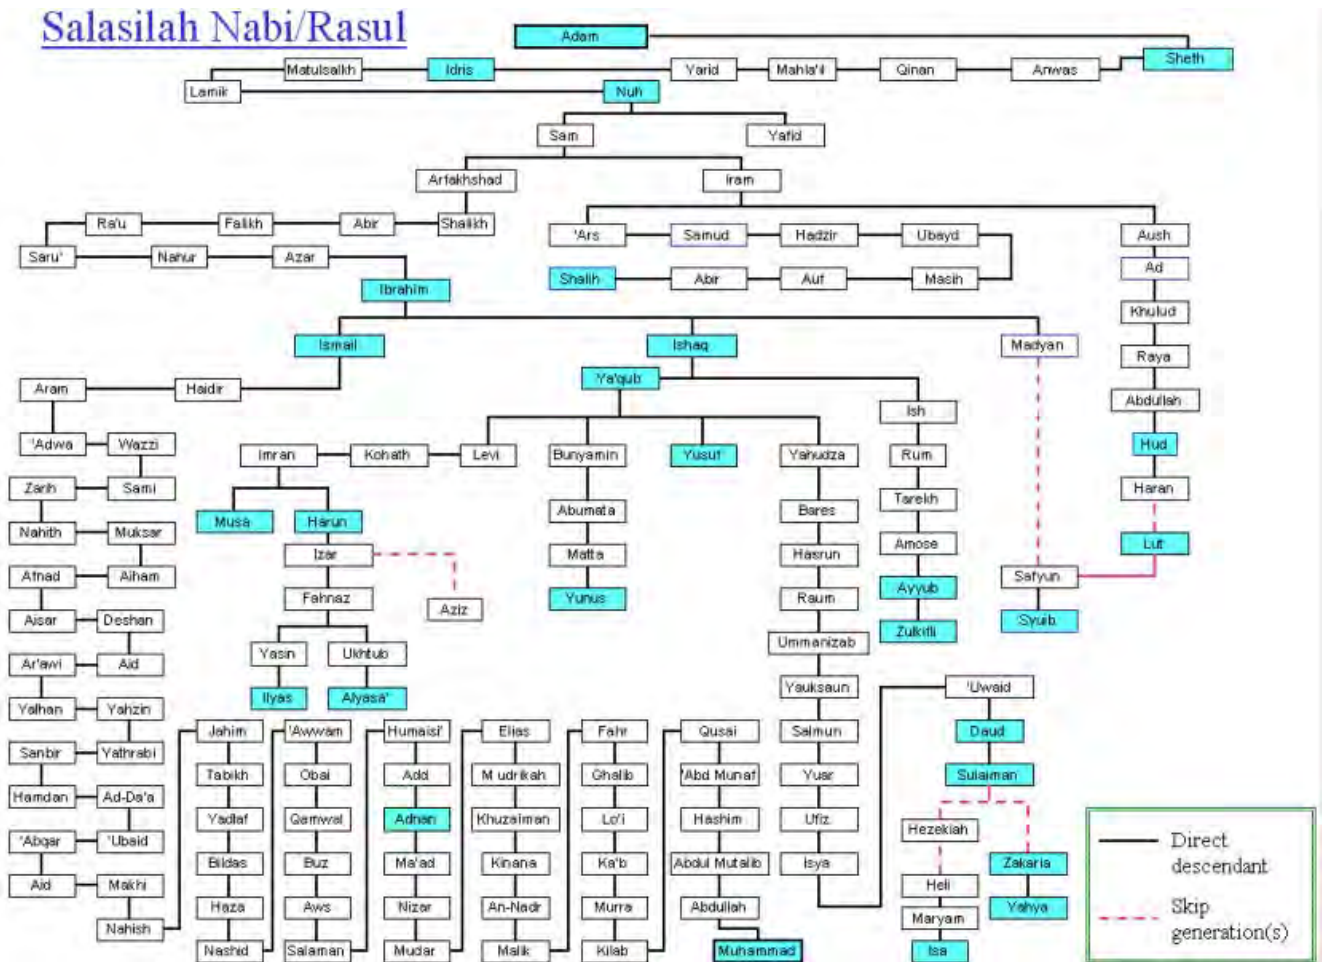 Salasilah Nabi/Rasul
Adam
Sheth
Matulsalkh Idris Yarid Mahla'il Qinan Anwas
Lamik Nuh
Sam Yafid
Arfakhshad Iram
Ra'u Falikh Abir Shalikh 'Ars Samud Hadzir Ubayd Aush
Saru' Nahur Azar Shalih Abir Auf Masih Ad
Ibrahim Khulud
Ismail Ishaq Madyan Raya
Aram Haidir Ya'qub Ish Abdullah
'Adwa Wazzi Imran Kohath Levi Bunyamin Yusuf Yahudza Rum Hud
Zarih Sami Tarekh Haran
Nahith Muksar Musa Harun Abumata Bares Amose Lut
Afnad Aiham Izar Matta Hasrun Ayyub Safyun
Aisar Deshan Fahnaz Aziz Yunus Raum Zulkifli Syuib
Ar'awi Aid Yasin Ukhtub Ummanizab
Yalhan Yahzin Ilyas Alyasa' Yauksaun 'Uwaid
Sanbir Yathrabi Jahim 'Awwam Humaisi' Elias Fahr Qusai Salmun Daud
Hamdan Ad-Da'a Tabikh Obai Add Mudrikah Ghalib 'Abd Munaf Yuar Sulaiman
'Abqar 'Ubaid Yadlaf Qamwal Adnan Khuzaiman Lo'i Hashim Ufiz Hezekiah
Aid Makhi Bildas Buz Ma'ad Kinana Ka'b Abdul Mutalib Isya Zakaria
Nahish Haza Aws Nizar An-Nadr Murra Abdullah Heli Yahya
Nashid Salaman Mudar Malik Kilab Muhammad Maryam
Isa
Direct
descendant
Skip
generation(s)